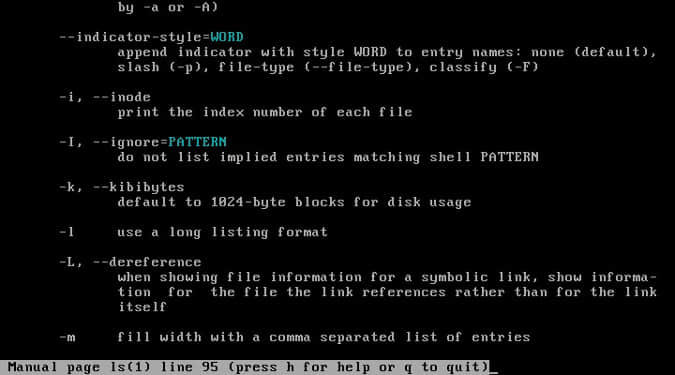 by -a or -A)
--indicator-style=WORD
append indicator with style WORD to entry names: none (default),
slash (-p), file-type (--file-type), classify (-F)
-i, --inode
print the index number of each file
-I, --ignore=PATTERN
do not list implied entries matching shell PATTERN
-k, --kibibytes
default to 1024-byte blocks for disk usage
-l use a long listing format
-L, --dereference
when showing file information for a symbolic link, show informa-
tion for the file the link references rather than for the link
itself
-m fill width with a comma separated list of entries
Manual page ls(1) line 95 (press h for help or q to quit)_